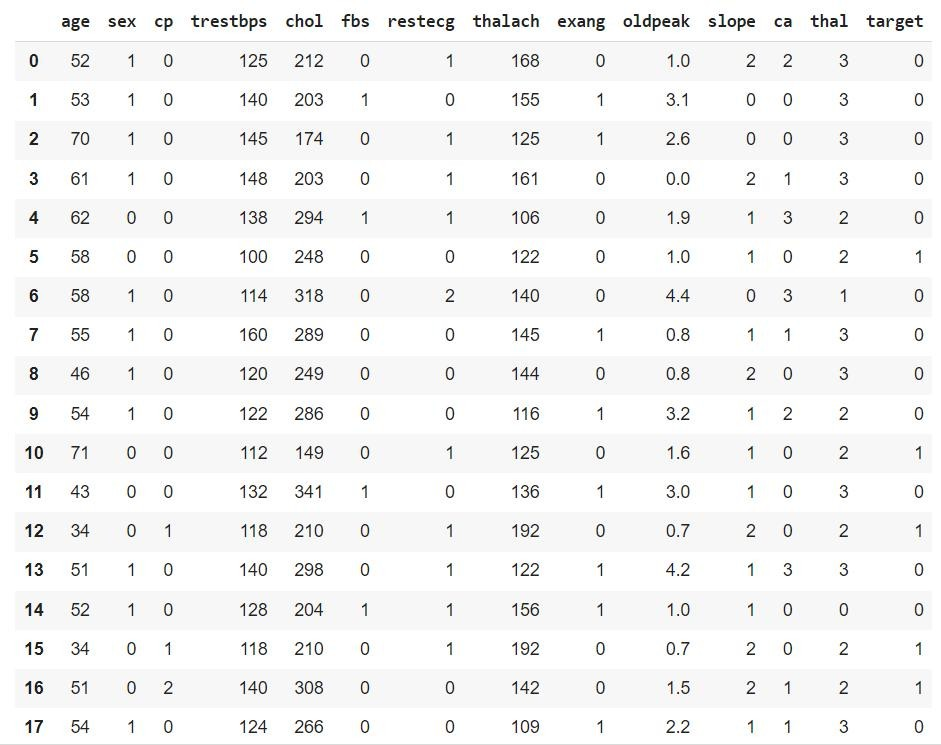 age sex cp trestbps chol fbs restecg thalach exang oldpeak slope ca thal target
0 52 1 0 125 212 0 1 168 0 1.0 2 2 3 0
1 53 1 0 140 203 1 0 155 1 3.1 0 0 3 0
2 70 1 0 145 174 0 1 125 1 2.6 0 0 3 0
3 61 1 0 148 203 0 1 161 0 0.0 2 1 3 0
4 62 0 0 138 294 1 1 106 0 1.9 1 3 2 0
5 58 0 0 100 248 0 0 122 0 1.0 1 0 2 1
6 58 1 0 114 318 0 2 140 0 4.4 0 3 1 0
7 55 1 0 160 289 0 0 145 1 0.8 1 1 3 0
8 46 1 0 120 249 0 0 144 0 0.8 2 0 3 0
9 54 1 0 122 286 0 0 116 1 3.2 1 2 2 0
10 71 0 0 112 149 0 1 125 0 1.6 1 0 2 1
11 43 0 0 132 341 1 0 136 1 3.0 1 0 3 0
12 34 0 1 118 210 0 1 192 0 0.7 2 0 2 1
13 51 1 0 140 298 0 1 122 1 4.2 1 3 3 0
14 52 1 0 128 204 1 1 156 1 1.0 1 0 0 0
15 34 0 1 118 210 0 1 192 0 0.7 2 0 2 1
16 51 0 2 140 308 0 0 142 0 1.5 2 1 2 1
17 54 1 0 124 266 0 0 109 1 2.2 1 1 3 0